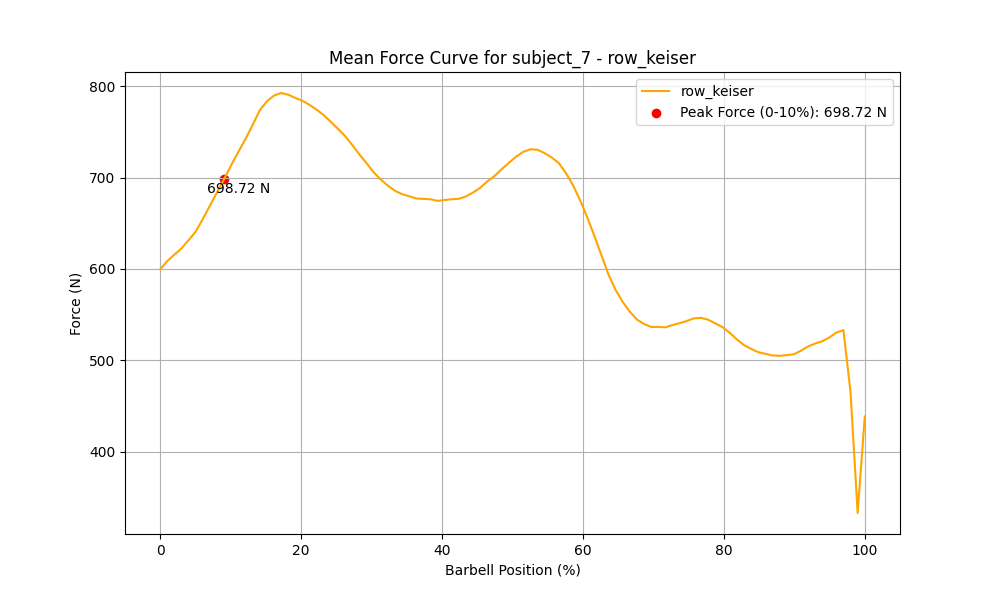 Mean Force Curve for subject_7 - row_keiser
row_keiser
Peak Force (0-10%): 698.72 N
800
700
600
500
400
698.72 N
Force (N)
0 20 40 60 80 100
Barbell Position (%)